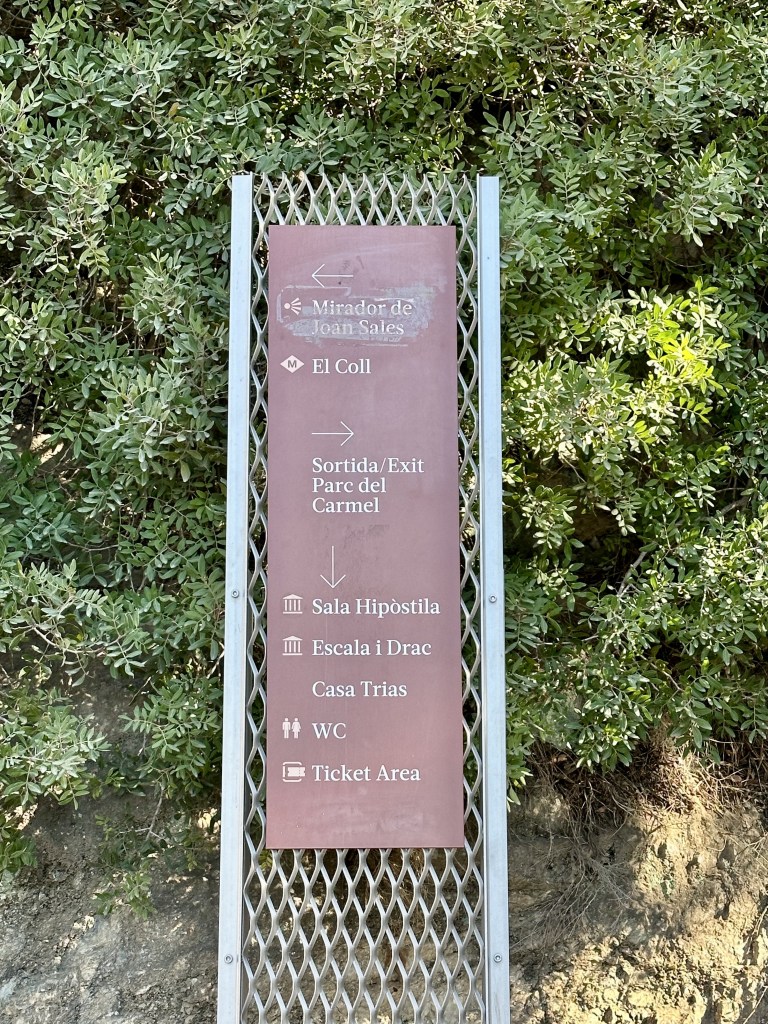 Mirador de
Joan Sales
M El Coll
Sortida/Exit
Parc del
Carmel
Sala Hipòstila
Escala i Drac
Casa Trias
WC
Ticket Area